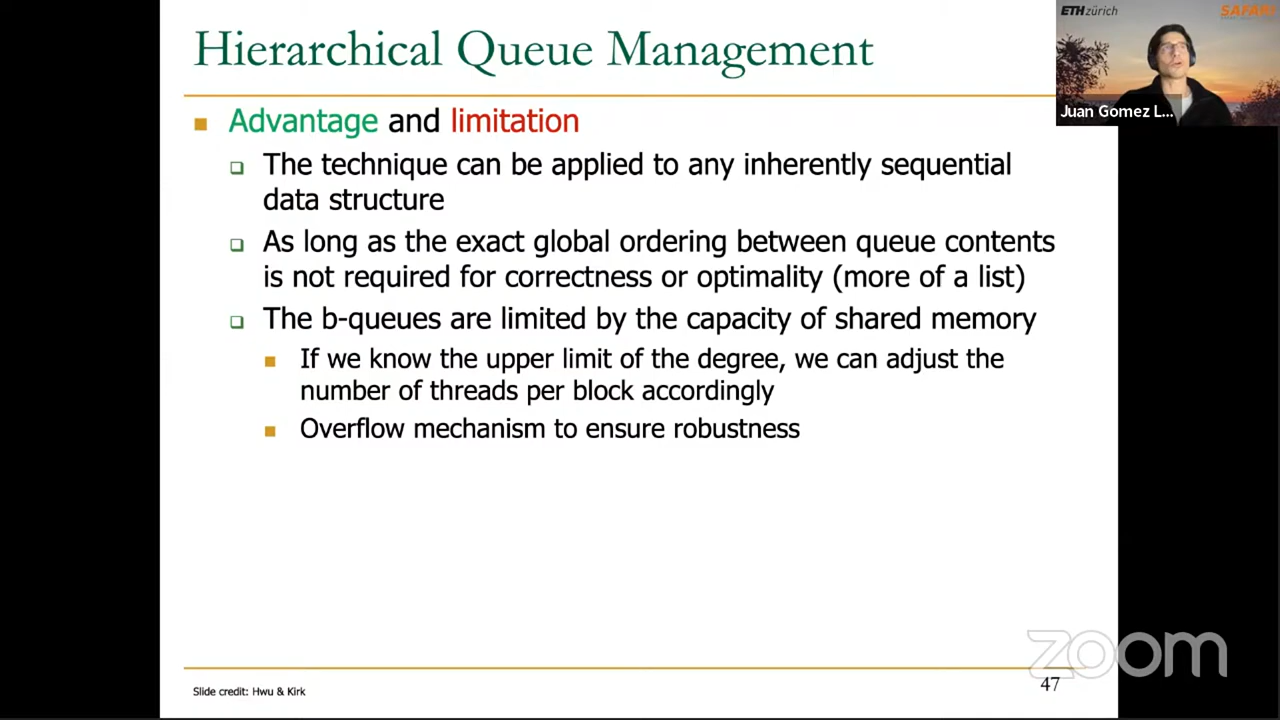 Hierarchical Queue Management
ETH zürich
SAFARI
Juan Gomez L...
Advantage and limitation
The technique can be applied to any inherently sequential
data structure
As long as the exact global ordering between queue contents
is not required for correctness or optimality (more of a list)
The b-queues are limited by the capacity of shared memory
If we know the upper limit of the degree, we can adjust the
number of threads per block accordingly
Overflow mechanism to ensure robustness
zoom
Slide credit: Hwu & Kirk
47